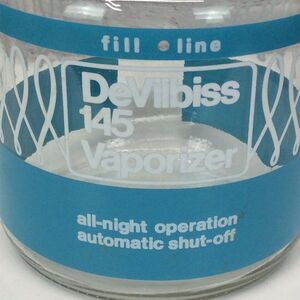 fill line
DeVilbiss
145
Vaporizer
all-night operation
automatic shut-off